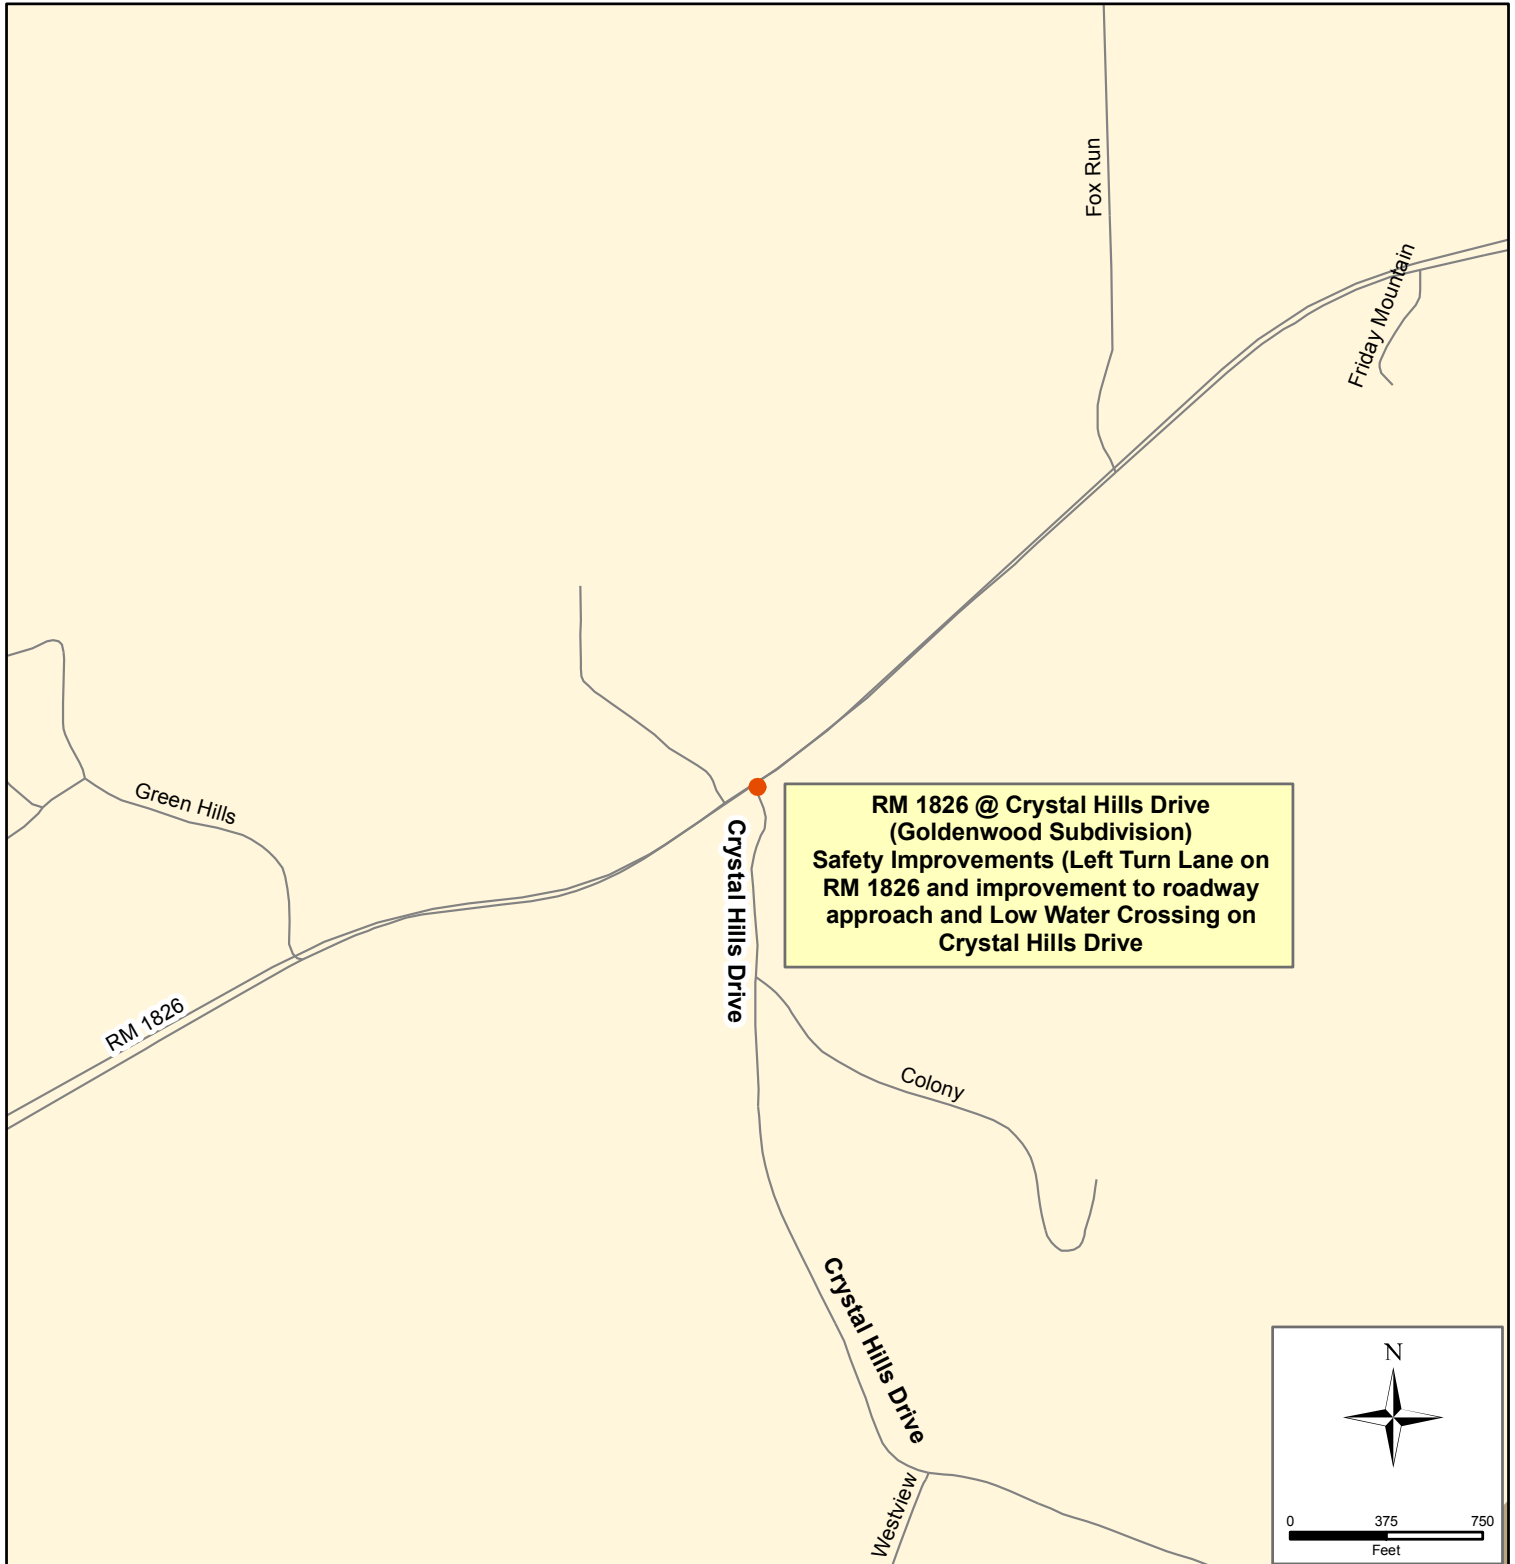 Fox Run
Friday Mountain
Green Hills
RM 1826 @ Crystal Hills Drive
(Goldenwood Subdivision)
Safety Improvements (Left Turn Lane on
RM 1826 and improvement to roadway
approach and Low Water Crossing on
Crystal Hills Drive
Crystal Hills Drive
RM 1826
Colony
Crystal Hills Drive
Westview
N
0 375 750
Feet